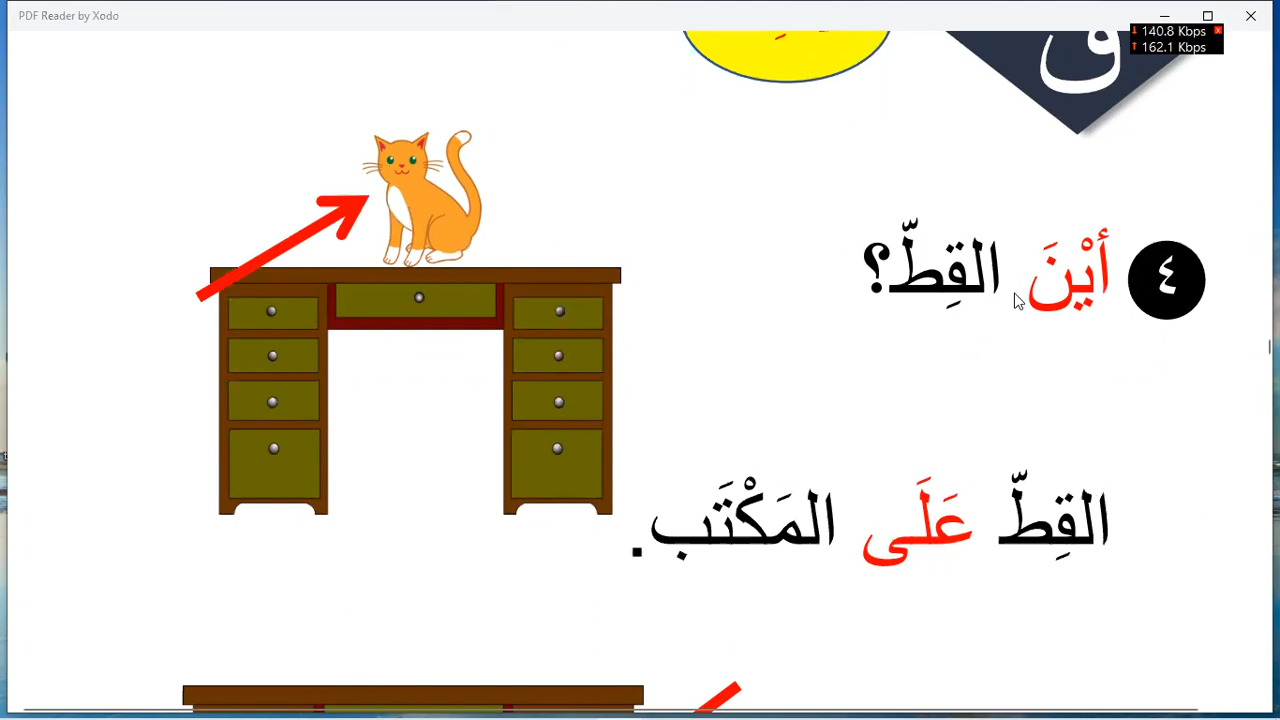 PDF Reader by Xodo
140.8 Kbps x
162.1 Kbps
ق
٤ أيْنَ القِطّ؟
القِطّ عَلَى المَكْتَب.